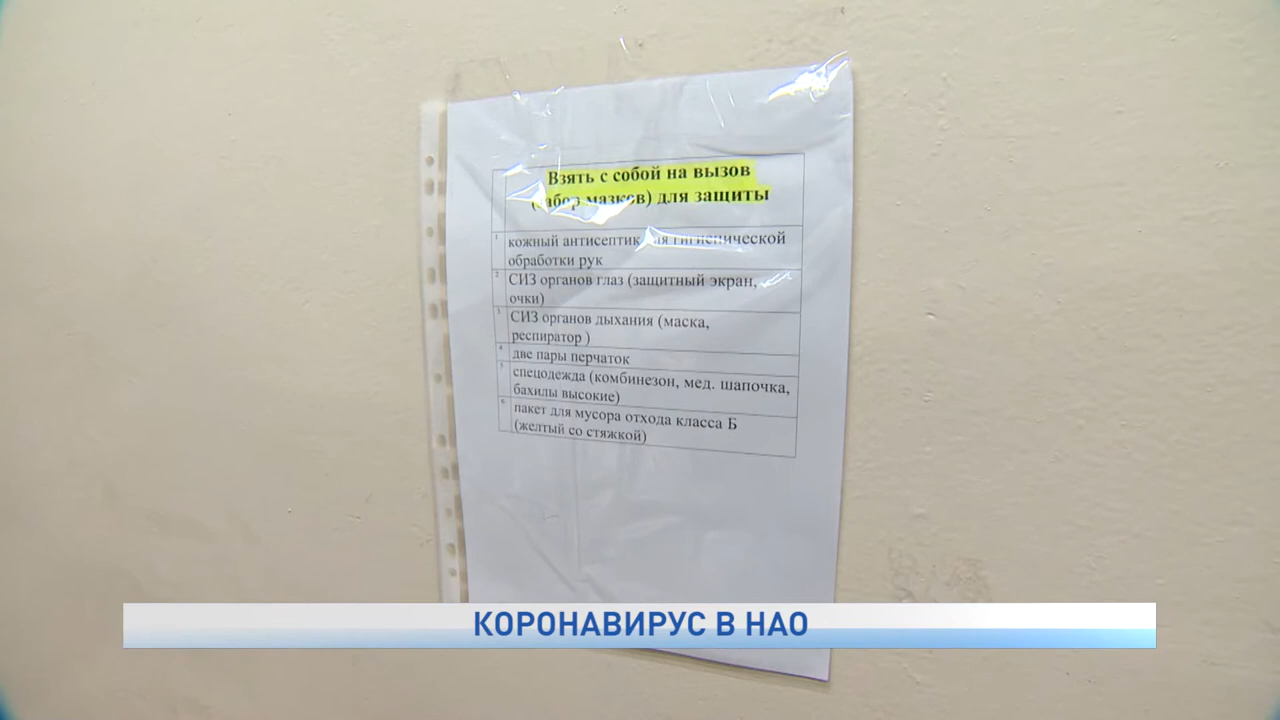 Взять с собой на вызов
мазков) для защиты
1 кожный антисептик гигиенической
обработки рук
2 СИЗ органов глаз (защитный экран,
очки)
3 СИЗ органов дыхания (маска,
респиратор )
4 две пары перчаток
5 спецодежда (комбинезон, мед. шапочка,
бахилы высокие)
6 пакет для мусора отхода класса Б
(желтый со стяжкой)
КОРОНАВИРУС В НАО